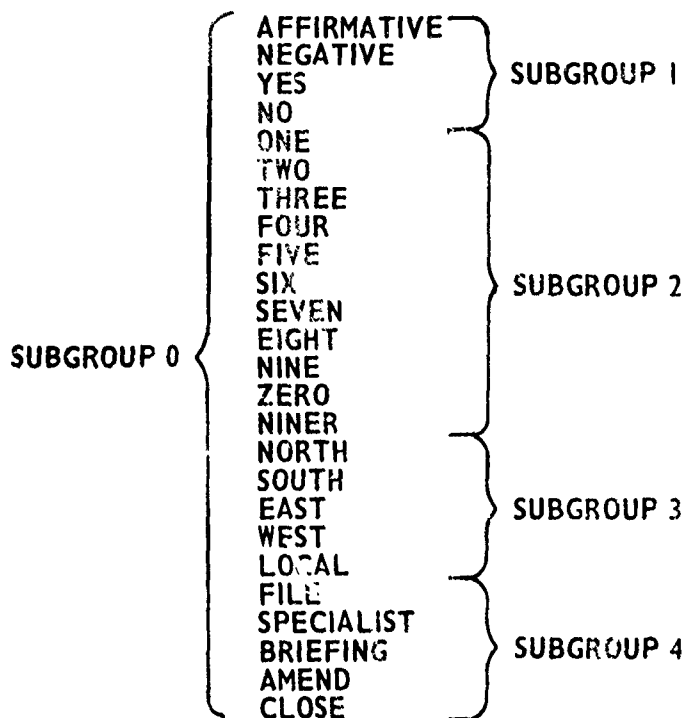 AFFIRMATIVE
NEGATIVE
YES
SUBGROUP 1
NO
ONE
TWO
THREE
FOUR
FIVE
SIX
SUBGROUP 2
SEVEN
EIGHT
SUBGROUP 0
NINE
ZERO
NINER
NORTH
SOUTH
EAST
SUBGROUP 3
WEST
LOCAL
FILE
SPECIALIST
BRIEFING
SUBGROUP 4
AMEND
CLOSE